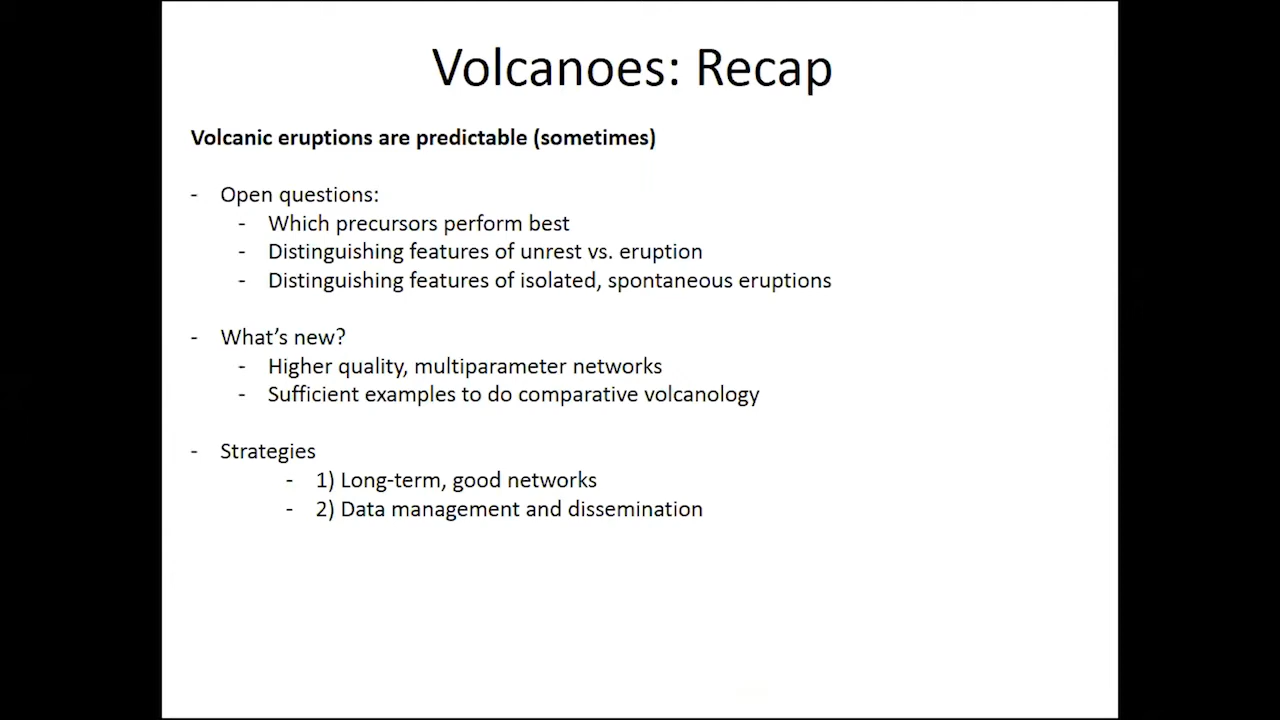 Volcanoes: Recap
Volcanic eruptions are predictable (sometimes)
- Open questions:
- Which precursors perform best
- Distinguishing features of unrest vs. eruption
- Distinguishing features of isolated, spontaneous eruptions
- What's new?
- Higher quality, multiparameter networks
- Sufficient examples to do comparative volcanology
- Strategies
- 1) Long-term, good networks
- 2) Data management and dissemination